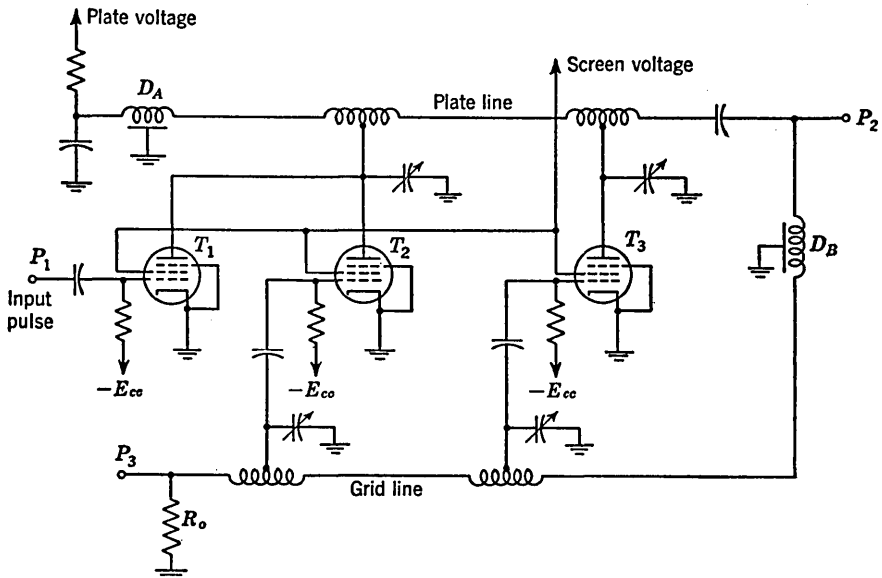 Plate voltage
Screen voltage
D_A
Plate line
P_2
T_1
T_2
T_3
D_B
P_1
Input
pulse
−E_cc
−E_cc
−E_cc
P_3
Grid line
R_o